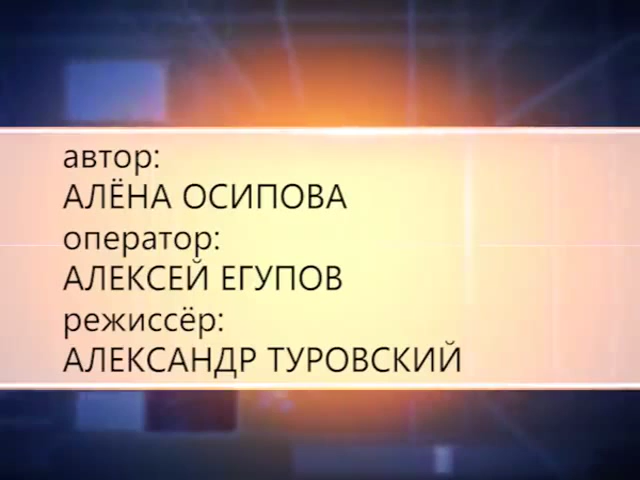 автор:
АЛЁНА ОСИПОВА
оператор:
АЛЕКСЕЙ ЕГУПОВ
режиссёр:
АЛЕКСАНДР ТУРОВСКИЙ